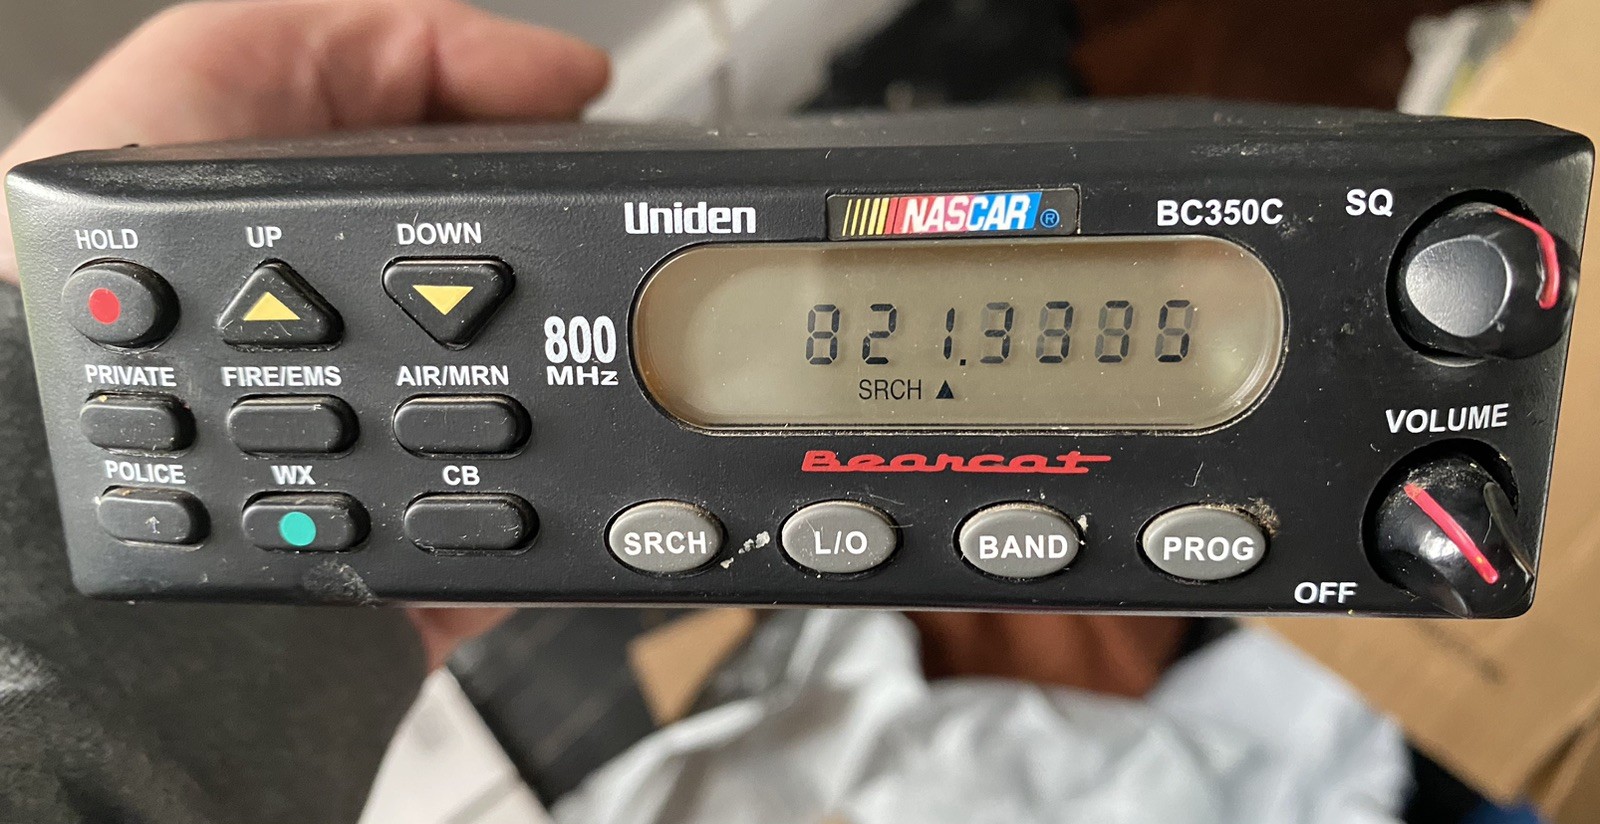 Uniden NASCAR ® BC350C SQ
HOLD UP DOWN
800 MHz
821.3
SRCH ▲
PRIVATE FIRE/EMS AIR/MRN
VOLUME
Bearcat
POLICE WX CB
SRCH L/O BAND PROG
OFF